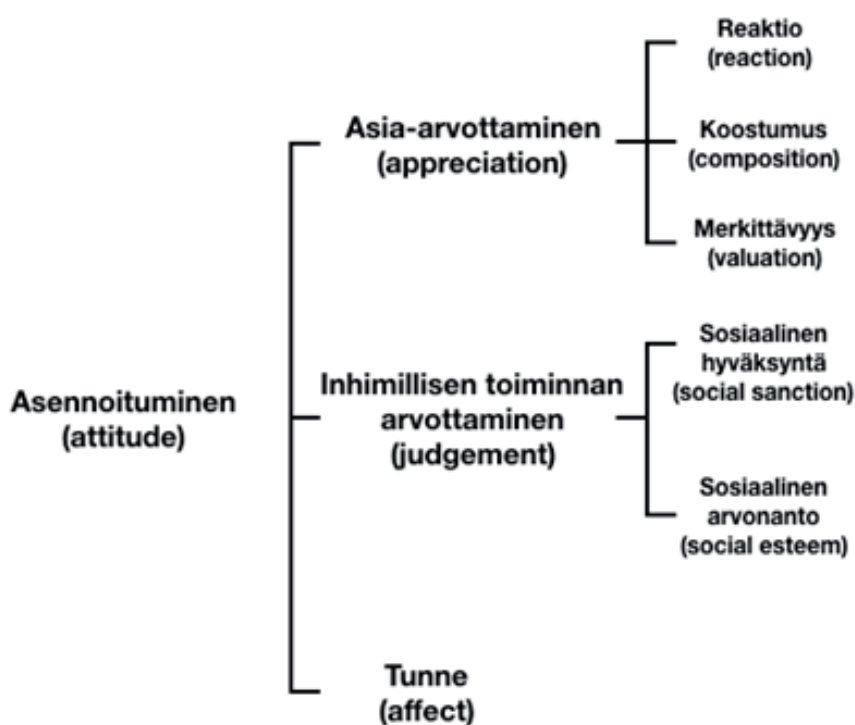 Asennoituminen
(attitude)
Asia-arvottaminen
(appreciation)
Reaktio
(reaction)
Koostumus
(composition)
Merkittävyys
(valuation)
Inhimillisen toiminnan
arvottaminen
(judgement)
Sosiaalinen
hyväksyntä
(social sanction)
Sosiaalinen
arvonanto
(social esteem)
Tunne
(affect)